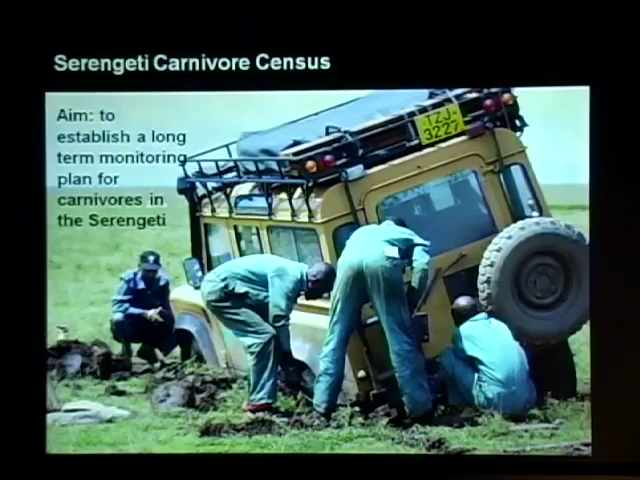 Serengeti Carnivore Census
Aim: to
establish a long
term monitoring
plan for
carnivores in
the Serengeti
TZJ
3227